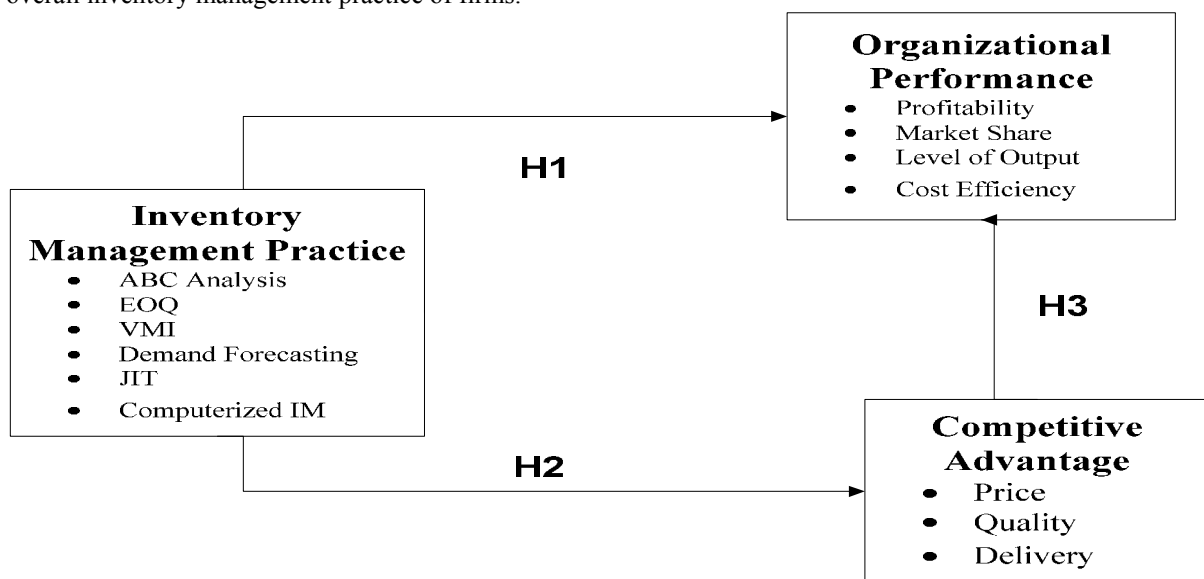 overall inventory management practice of firms.
Organizational
Performance
• Profitability
• Market Share
• Level of Output
• Cost Efficiency
H1
Inventory
Management Practice
• ABC Analysis
• EOQ
• VMI
• Demand Forecasting
• JIT
• Computerized IM
H3
H2
Competitive
Advantage
• Price
• Quality
• Delivery